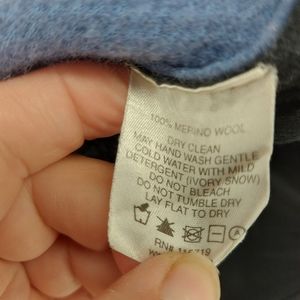 100% MERINO WOOL
DRY CLEAN
MAY HAND WASH GENTLE
COLD WATER WITH MILD
DETERGENT (IVORY SNOW)
DO NOT BLEACH
DO NOT TUMBLE DRY
LAY FLAT TO DRY
A
RN#